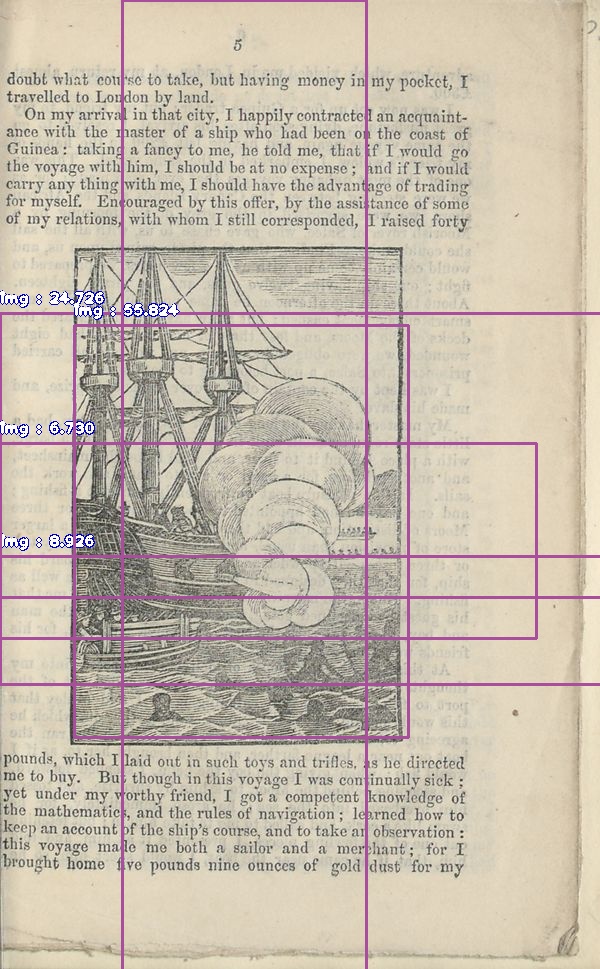 5
doubt what course to take, but having money in my pocket, I
travelled to London by land.
On my arrival in that city, I happily contracted an acquaint-
ance with the master of a ship who had been on the coast of
Guinea: taking a fancy to me, he told me, that if I would go
the voyage with him, I should be at no expense; and if I would
carry any thing with me, I should have the advantage of trading
for myself. Encouraged by this offer, by the assistance of some
of my relations, with whom I still corresponded, I raised forty
img : 24.726
img : 55.824
img : 6.730
img : 8.926
pounds, which I laid out in such toys and trifles, as he directed
me to buy. But though in this voyage I was continually sick;
yet under my worthy friend, I got a competent knowledge of
the mathematics, and the rules of navigation; learned how to
keep an account of the ship's course, and to take an observation:
this voyage made me both a sailor and a merchant; for I
brought home five pounds nine ounces of gold dust for my